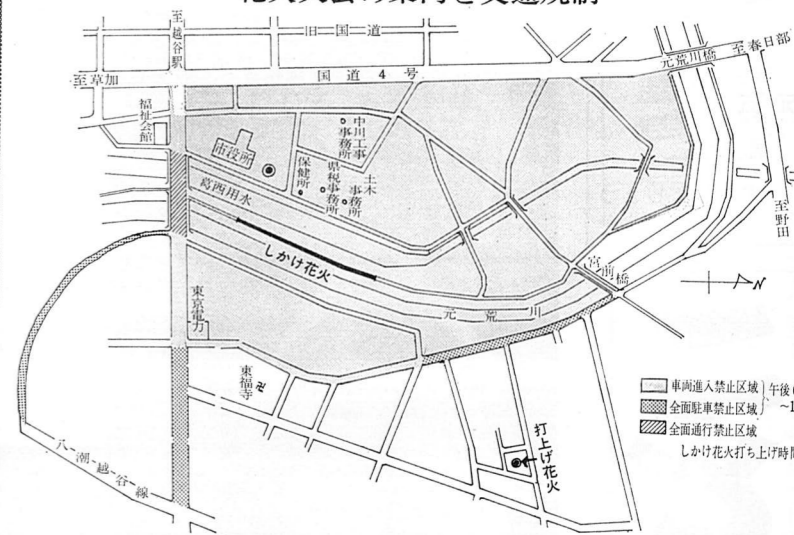 至越谷駅
旧国道
国道4号
至草加
元荒川橋
至春日部
福祉会館
市役所
中川工事事務所
保健所
県税事務所
土木事務所
葛西用水
しかけ花火
至野田
宮前橋
N
元荒川
東京電力
東福寺
打上げ花火
八潮越谷線
車両進入禁止区域
全面駐車禁止区域
午後
全面通行禁止区域
しかけ花火打ち上げ時間